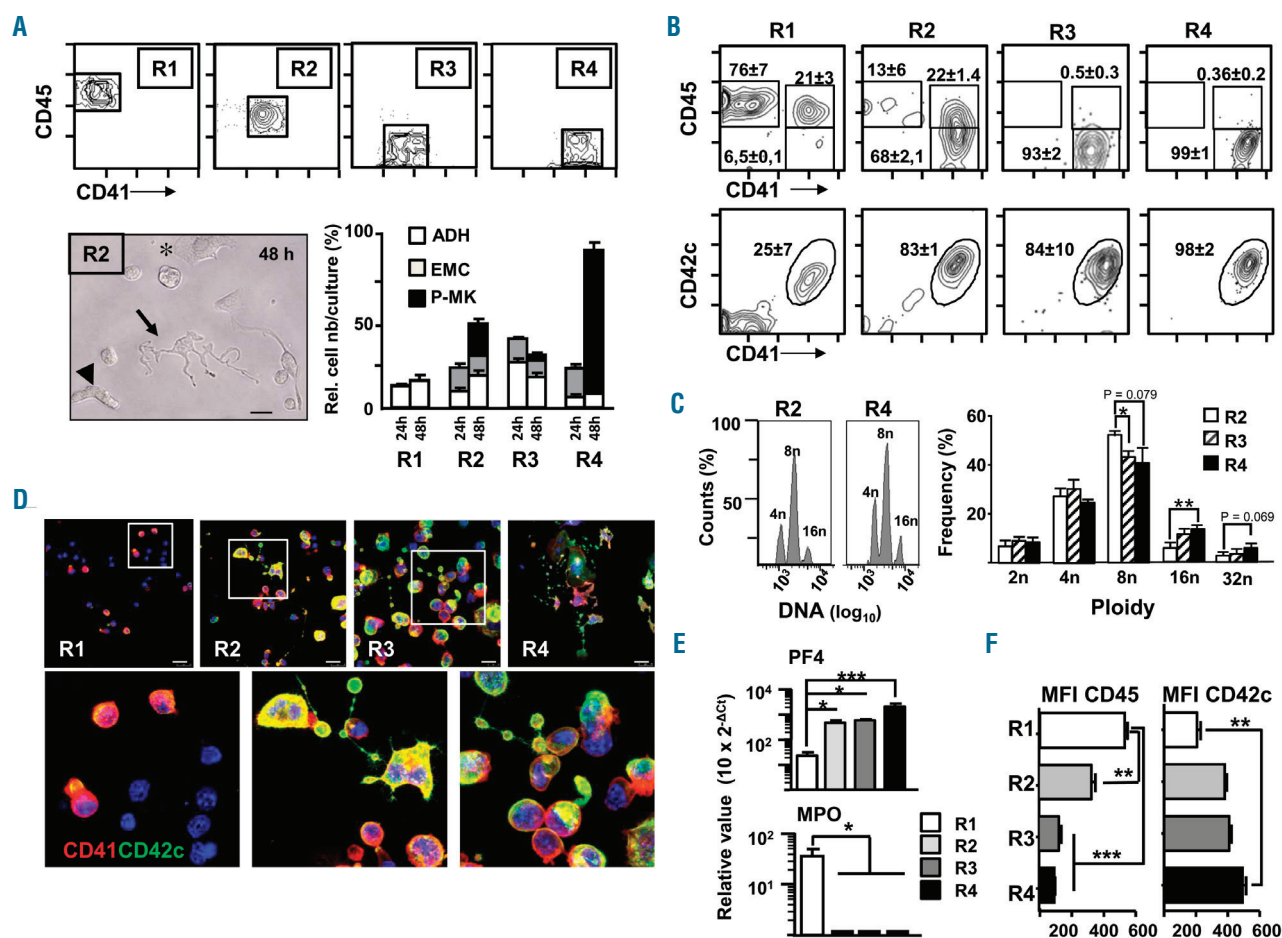 A
R1
R2
R3
R4
CD45
CD41
R2
*
48 h
Rel. cell nb/culture (%)
100
50
0
ADH
EMC
P-MK
24h
48h
24h
48h
24h
48h
24h
48h
R1
R2
R3
R4
B
R1
R2
R3
R4
CD45
76±7
21±3
13±6
22±1.4
0.5±0.3
0.36±0.2
6,5±0,1
68±2,1
93±2
99±1
CD41
CD42c
25±7
83±1
84±10
98±2
CD41
C
R2
R4
Counts (%)
100
50
8n
4n
16n
8n
4n
16n
10³
10⁴
10³
10⁴
DNA (log₁₀)
Frequency (%)
60
40
20
P = 0.079
*
**
P = 0.069
R2
R3
R4
2n
4n
8n
16n
32n
Ploidy
D
R1
R2
R3
R4
CD41CD42c
E
PF4
***
*
*
10⁴
10²
10⁰
Relative value (10 x 2⁻ΔCt)
MPO
*
10²
10¹
R1
R2
R3
R4
F
MFI CD45
MFI CD42c
R1
R2
R3
R4
**
***
**
200
400
600
200
400
600